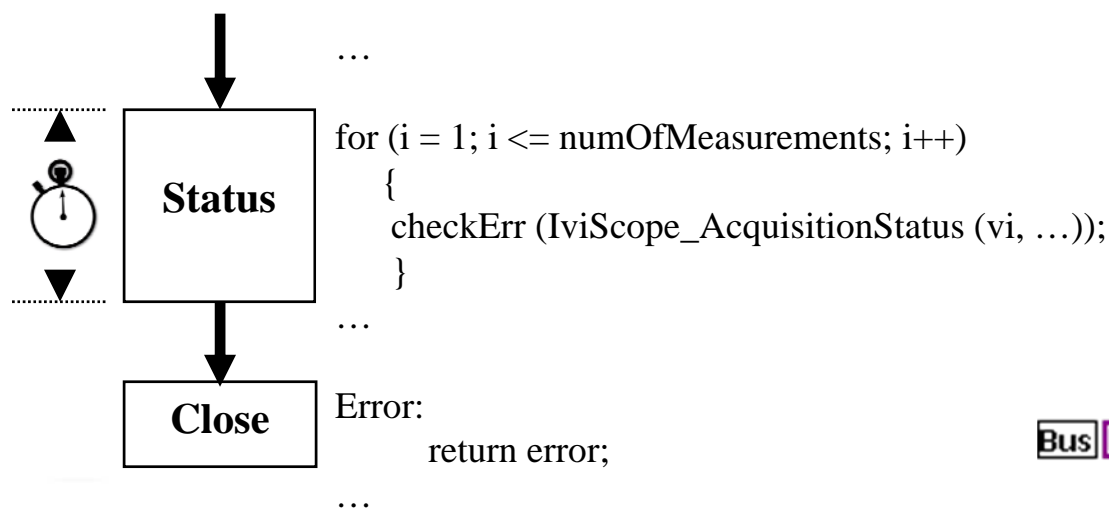 …
for (i = 1; i <= numOfMeasurements; i++)
{
Status
checkErr (IviScope_AcquisitionStatus (vi, …));
}
…
Close
Error:
return error;
Bus
…